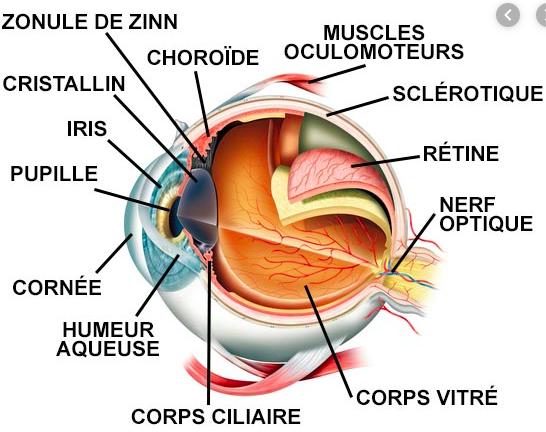 ZONULE DE ZINN
CHOROÏDE
MUSCLES
OCULOMOTEURS
CRISTALLIN
SCLÉROTIQUE
IRIS
RÉTINE
PUPILLE
NERF
OPTIQUE
CORNÉE
HUMEUR
AQUEUSE
CORPS VITRÉ
CORPS CILIAIRE